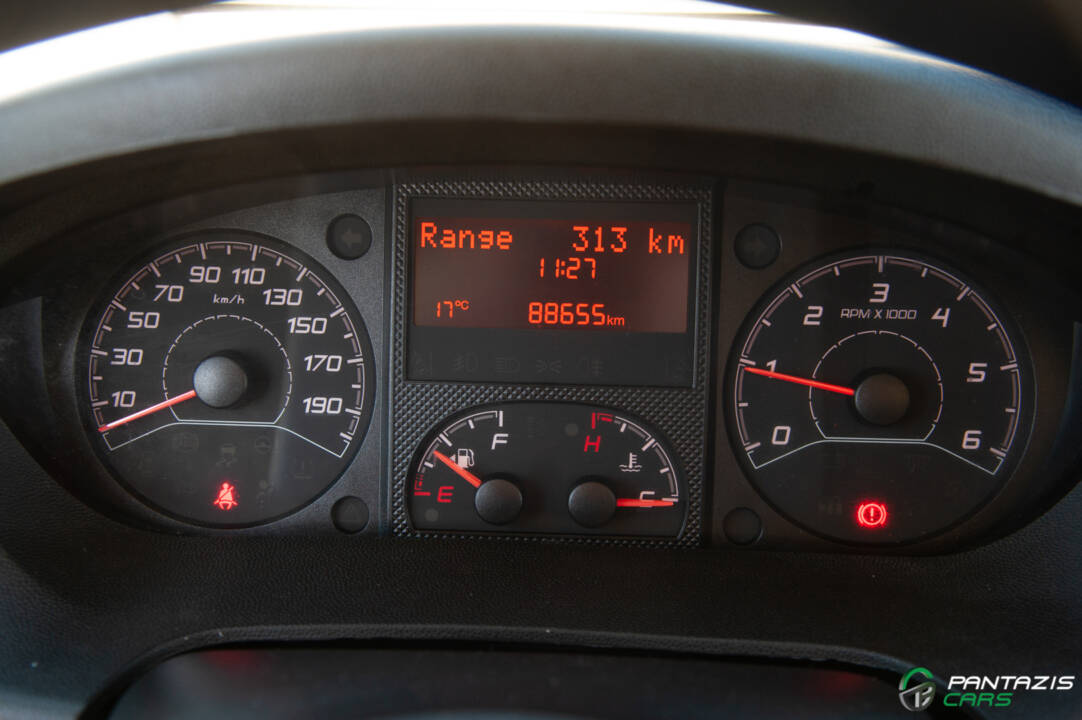 Range 313 km
11:27
17°C 88655km
10 30 50 70 90 110 130 150 170 190
km/h
0 1 2 3 4 5 6
RPM X 1000
E F
H C
PANTAZIS
CARS